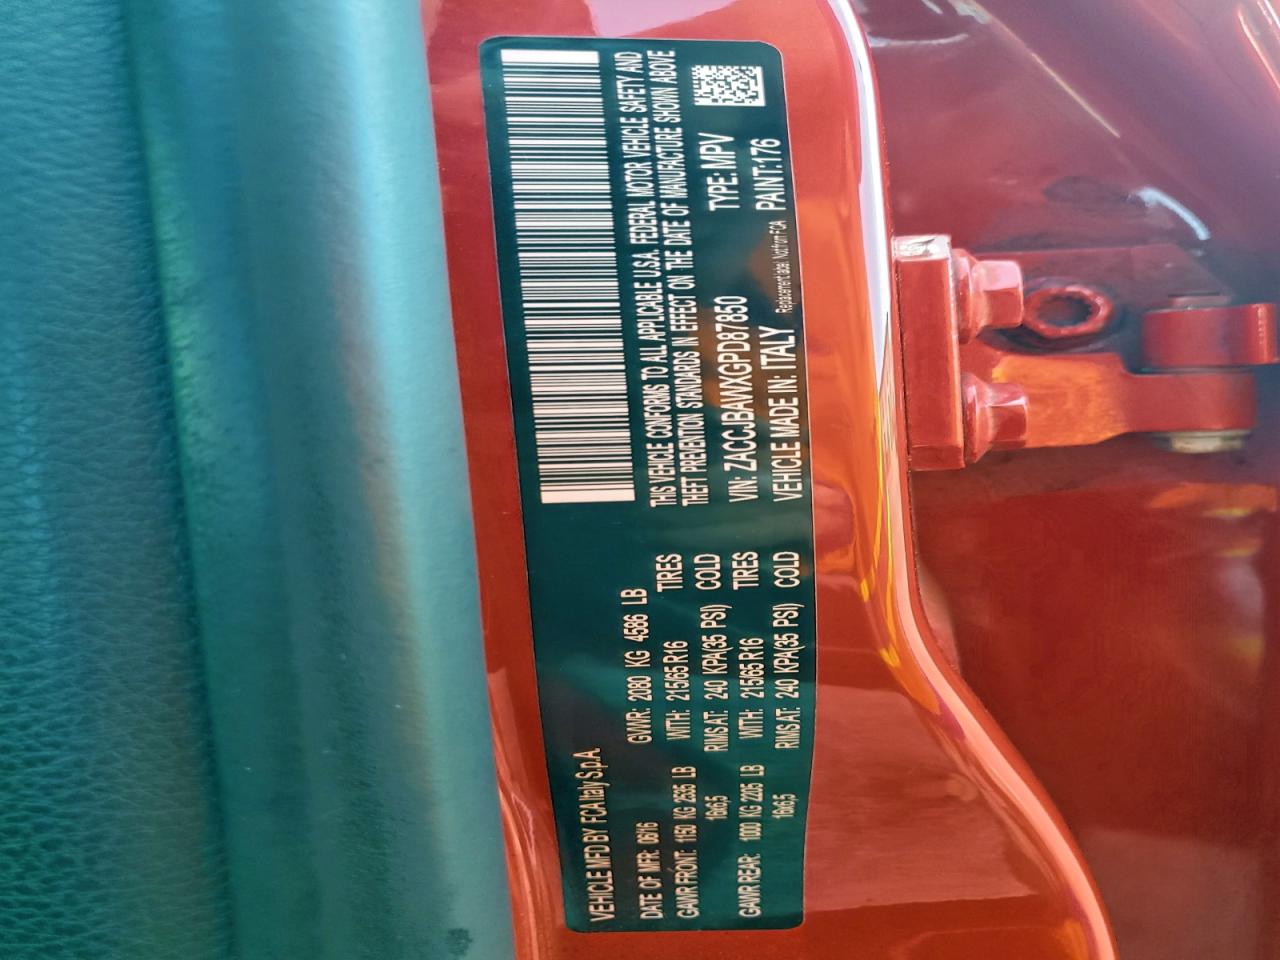 VEHICLE MFD BY FCA Italy S.p.A.
DATE OF MFR: 06/16 GVWR: 2080 KG 4586 LB
GAWR FRONT: 1150 KG 2535 LB WITH: 215/65 R16 TIRES
16x6,5 RIMS AT: 240 KPA(35 PSI) COLD
GAWR REAR: 1000 KG 2205 LB WITH: 215/65 R16 TIRES
16x6,5 RIMS AT: 240 KPA(35 PSI) COLD
THIS VEHICLE CONFORMS TO ALL APPLICABLE U.S.A. FEDERAL MOTOR VEHICLE SAFETY AND
THEFT PREVENTION STANDARDS IN EFFECT ON THE DATE OF MANUFACTURE SHOWN ABOVE
VIN: ZACCJBAWXGPD87850 TYPE: MPV
VEHICLE MADE IN: ITALY Replacement label. Not from FCA PAINT:176